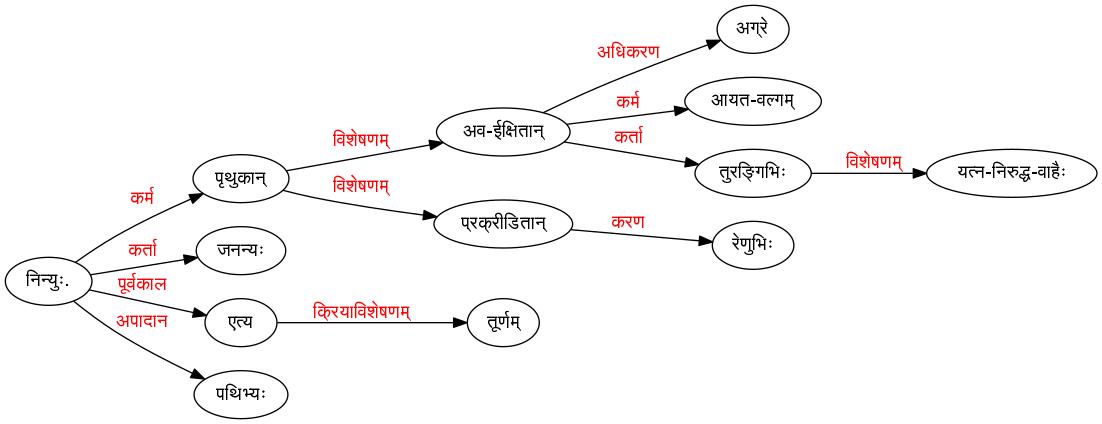 अग्रे
अधिकरण
कर्म
आयत-वल्गम्
अव-ईक्षितान्
कर्ता
विशेषणम्
तुरङ्गिभिः
विशेषणम्
यत्न-निरुद्ध-वाहैः
पृथुकान्
विशेषणम्
कर्म
प्रक्रीडितान्
करण
रेणुभिः
कर्ता
जनन्यः
निन्युः.
पूर्वकाल
एत्य
क्रियाविशेषणम्
तूर्णम्
अपादान
पथिभ्यः